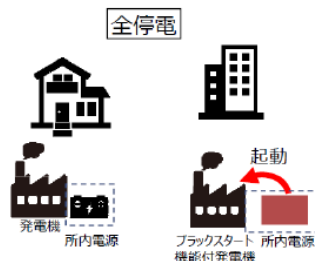 全停電
起動
発電機
所内電源
ブラックスタート
機能付発電機
所内電源